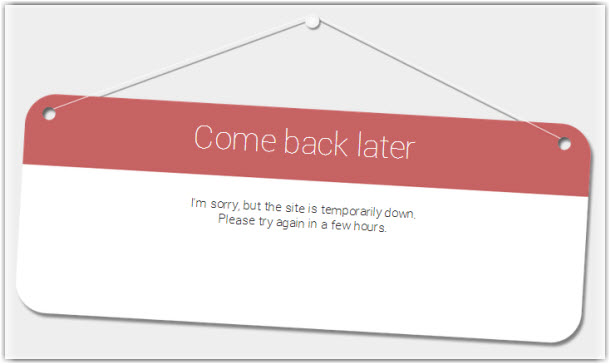 Come back later
I'm sorry, but the site is temporarily down.
Please try again in a few hours.